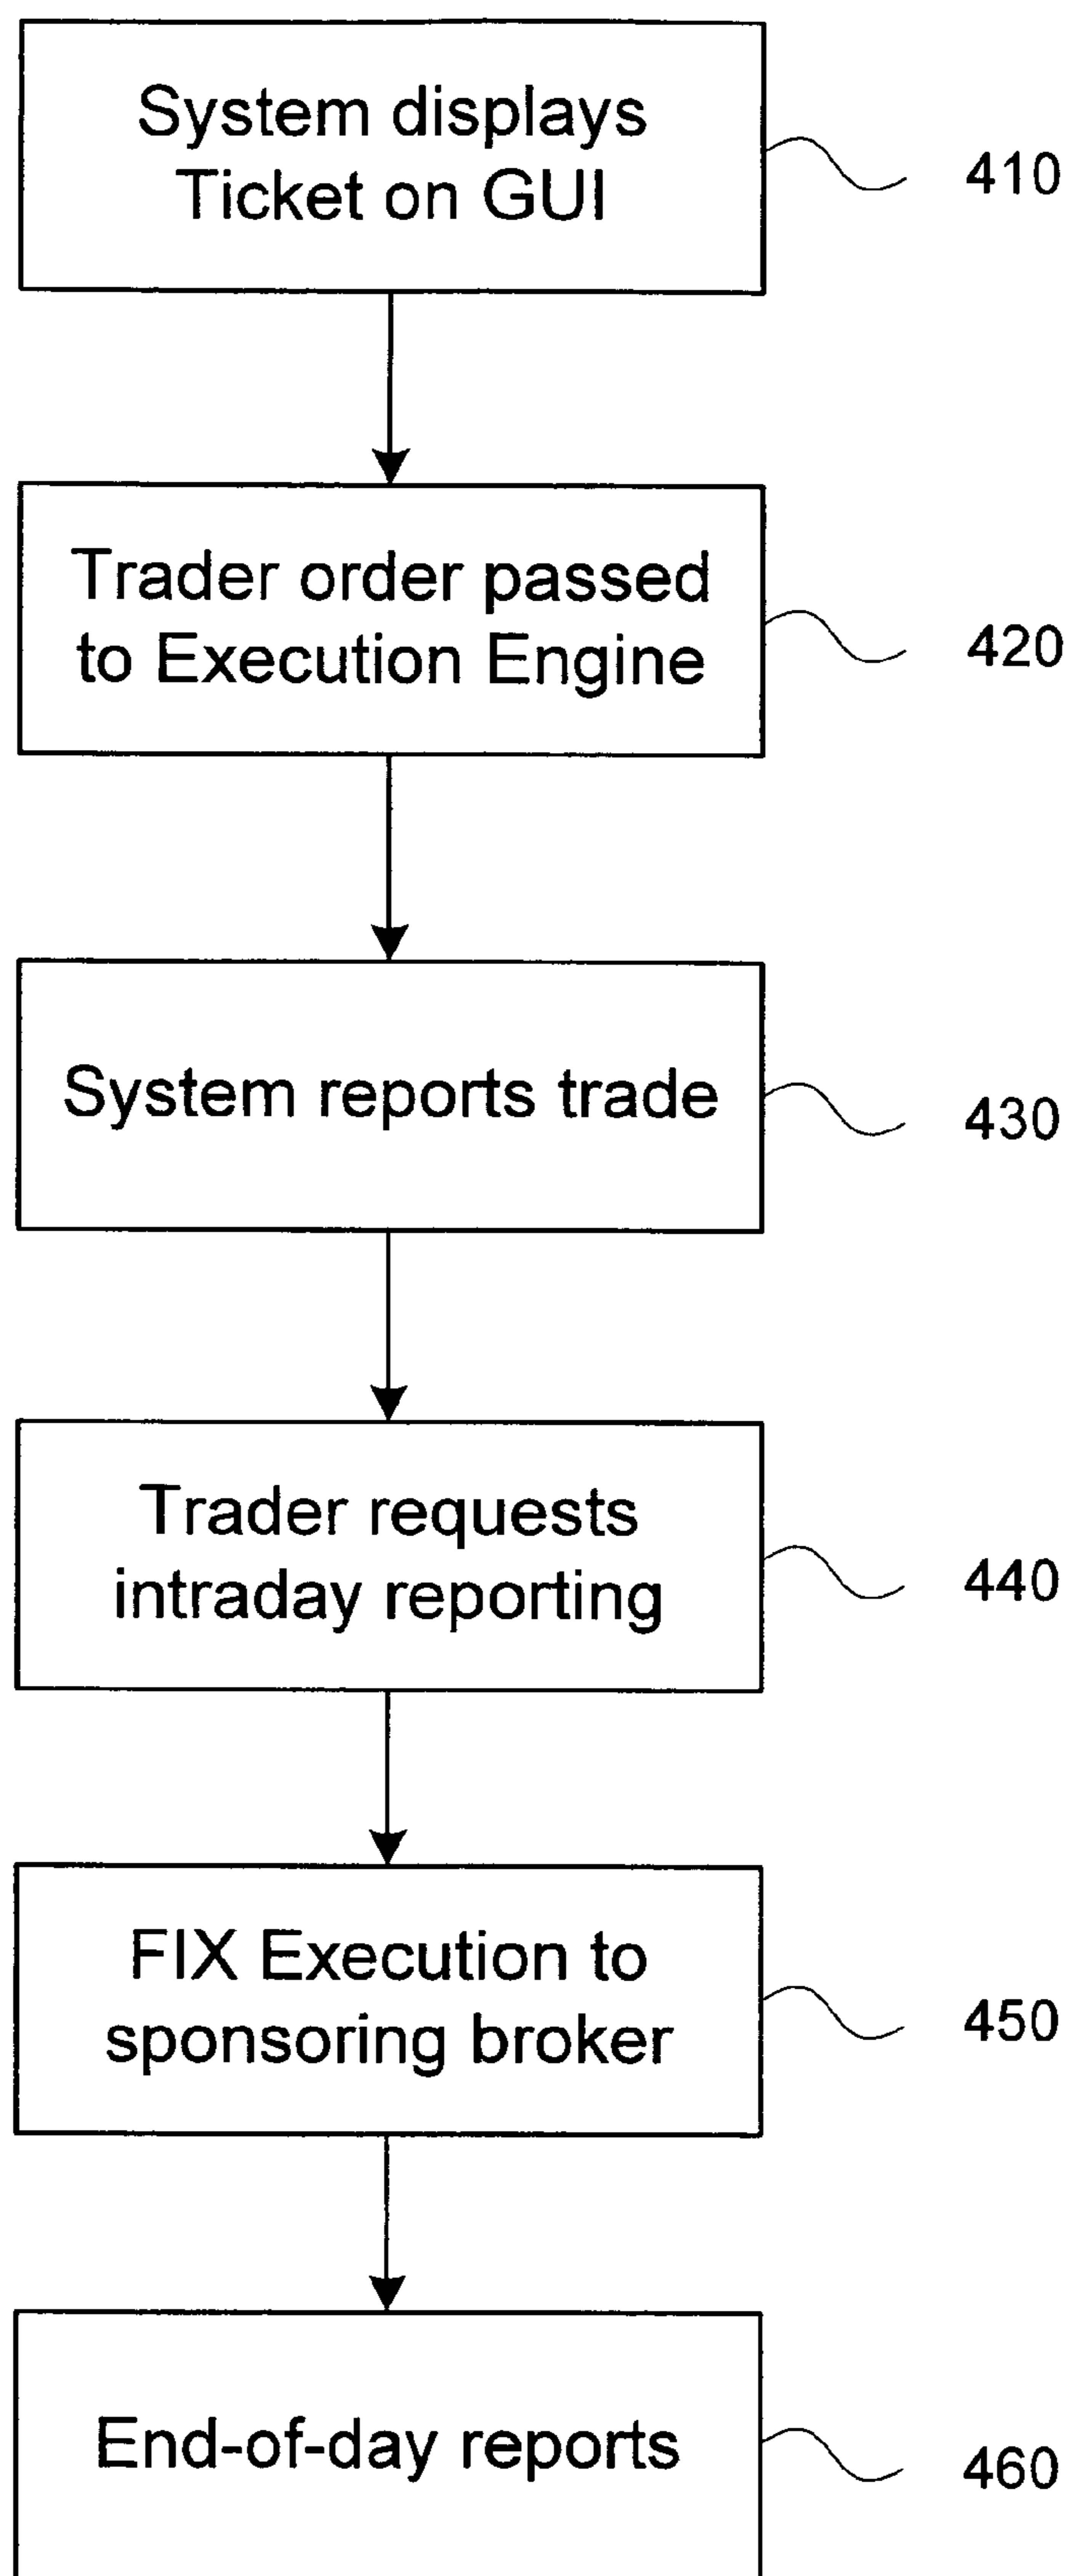 System displays
Ticket on GUI
410
Trader order passed
to Execution Engine
420
System reports trade
430
Trader requests
intraday reporting
440
FIX Execution to
sponsoring broker
450
End-of-day reports
460